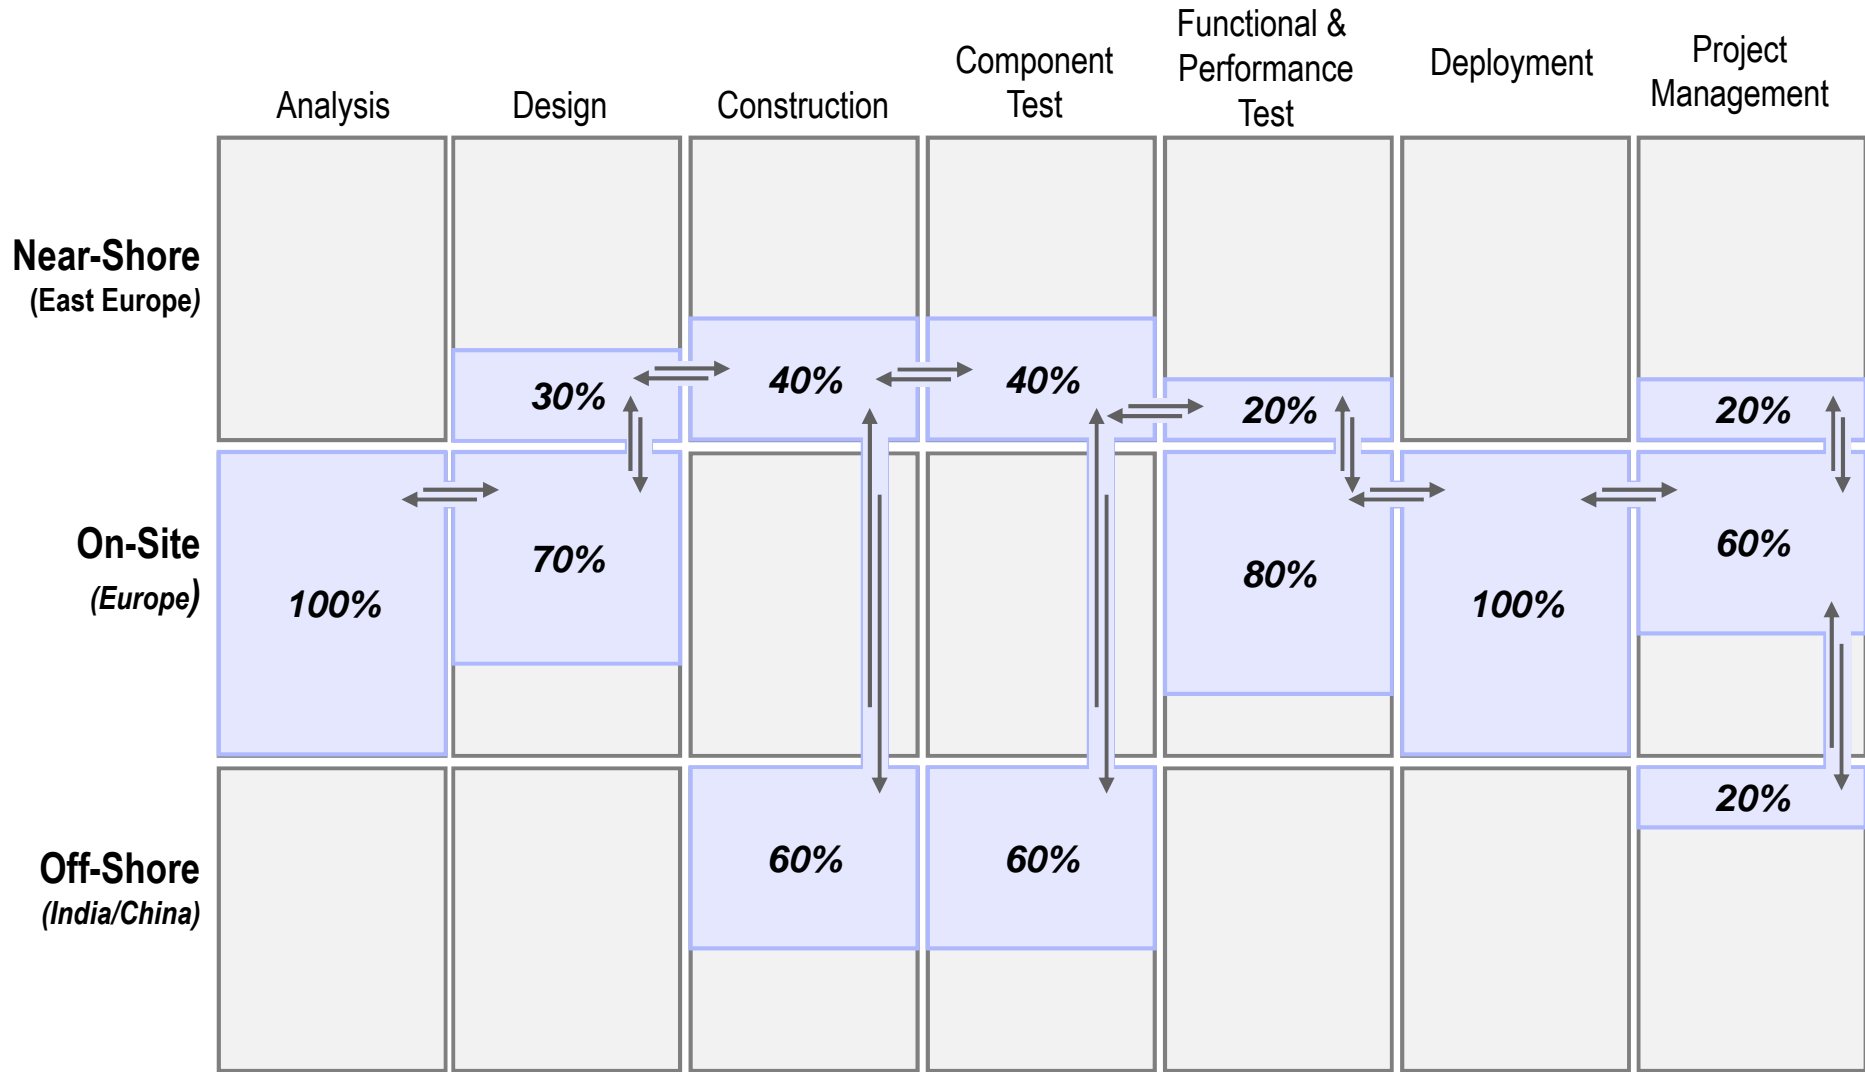 Analysis
Design
Construction
Component
Test
Functional &
Performance
Test
Deployment
Project
Management
Near-Shore
(East Europe)
30%
40%
40%
20%
20%
On-Site
(Europe)
100%
70%
80%
100%
60%
Off-Shore
(India/China)
60%
60%
20%